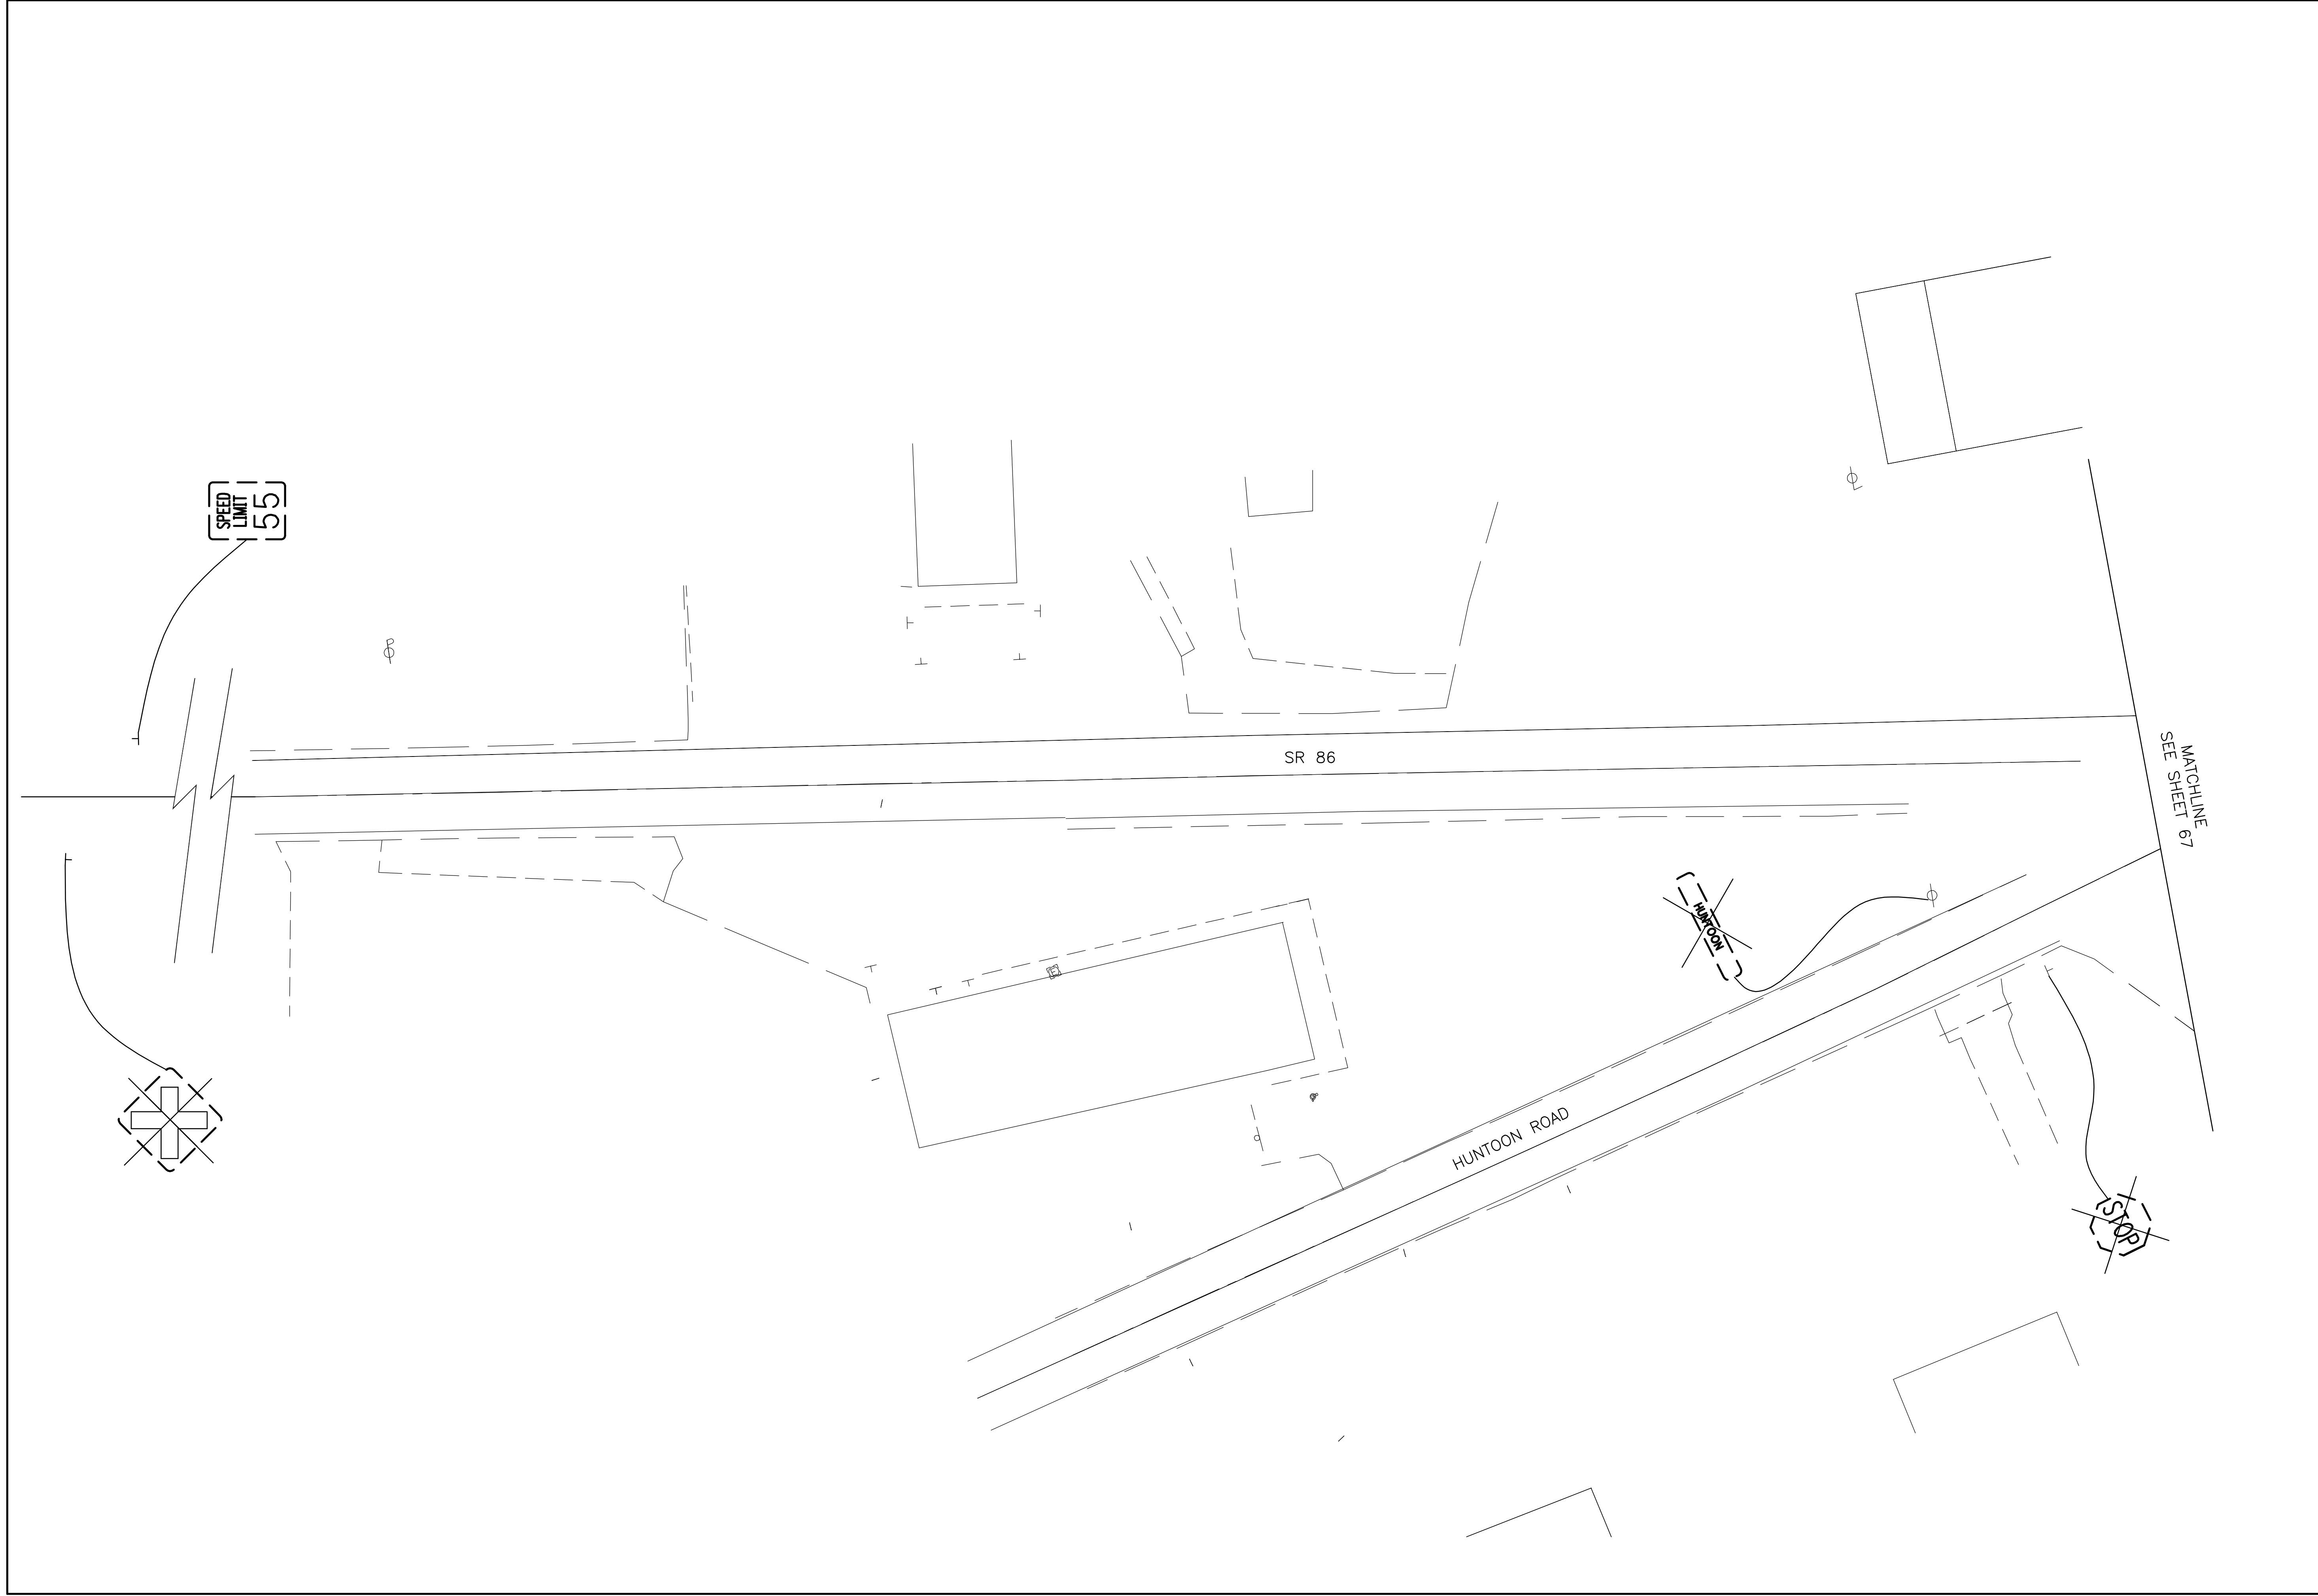 SPEED
LIMIT
55
SR 86
MATCHLINE
SEE SHEET 67
HUNTOON
HUNTOON ROAD
STOP
E